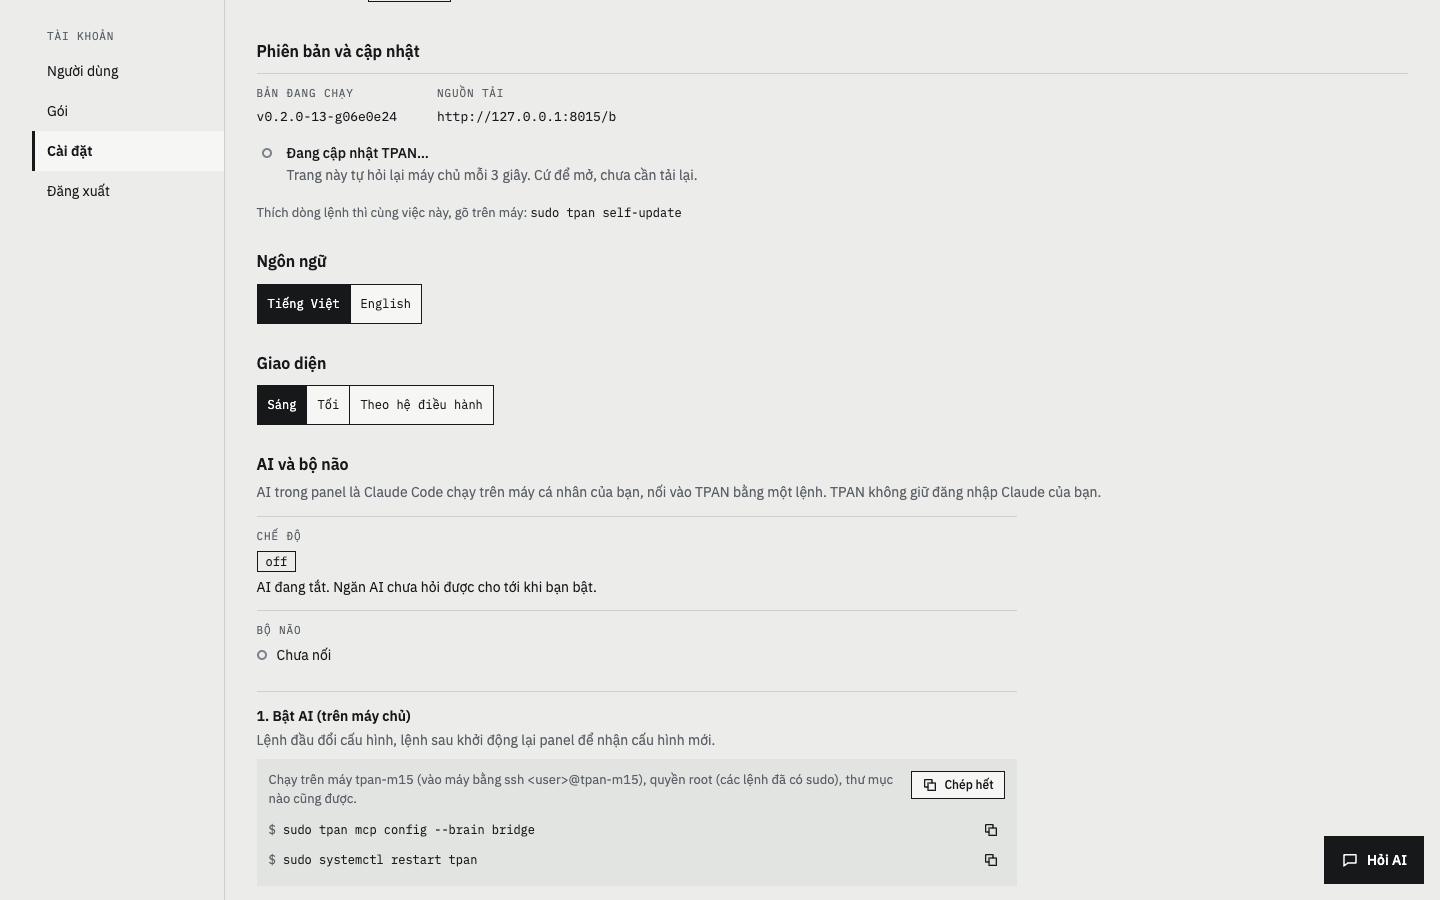 TÀI KHOẢN
Người dùng
Gói
Cài đặt
Đăng xuất
Phiên bản và cập nhật
BẢN ĐANG CHẠY
NGUỒN TẢI
v0.2.0-13-g06e0e24
http://127.0.0.1:8015/b
Đang cập nhật TPAN...
Trang này tự hỏi lại máy chủ mỗi 3 giây. Cứ để mở, chưa cần tải lại.
Thích dòng lệnh thì cùng việc này, gõ trên máy: sudo tpan self-update
Ngôn ngữ
Tiếng Việt
English
Giao diện
Sáng
Tối
Theo hệ điều hành
AI và bộ não
AI trong panel là Claude Code chạy trên máy cá nhân của bạn, nối vào TPAN bằng một lệnh. TPAN không giữ đăng nhập Claude của bạn.
CHẾ ĐỘ
off
AI đang tắt. Ngăn AI chưa hỏi được cho tới khi bạn bật.
BỘ NÃO
Chưa nối
1. Bật AI (trên máy chủ)
Lệnh đầu đổi cấu hình, lệnh sau khởi động lại panel để nhận cấu hình mới.
Chạy trên máy tpan-m15 (vào máy bằng ssh <user>@tpan-m15), quyền root (các lệnh đã có sudo), thư mục
nào cũng được.
Chép hết
$ sudo tpan mcp config --brain bridge
$ sudo systemctl restart tpan
Hỏi AI